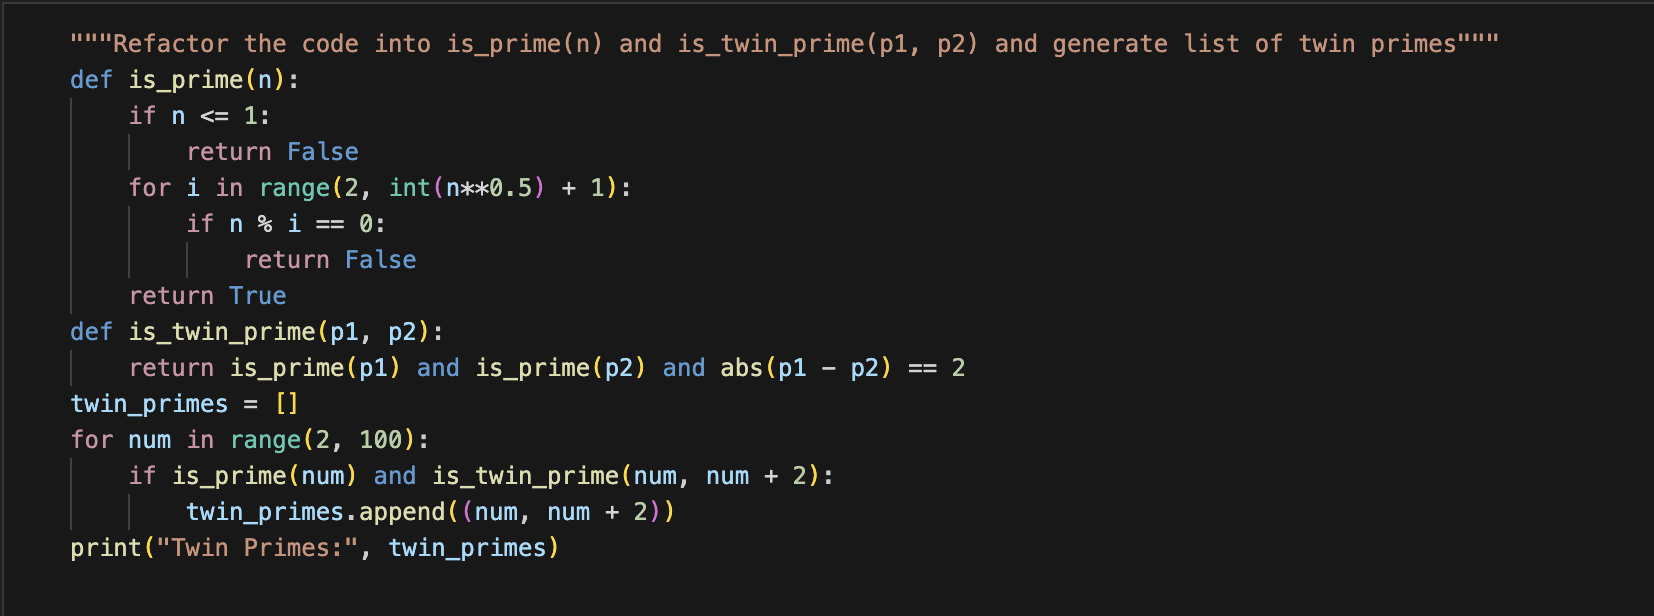 """Refactor the code into is_prime(n) and is_twin_prime(p1, p2) and generate list of twin primes"""
def is_prime(n):
    if n <= 1:
        return False
    for i in range(2, int(n**0.5) + 1):
        if n % i == 0:
            return False
    return True
def is_twin_prime(p1, p2):
    return is_prime(p1) and is_prime(p2) and abs(p1 - p2) == 2
twin_primes = []
for num in range(2, 100):
    if is_prime(num) and is_twin_prime(num, num + 2):
        twin_primes.append((num, num + 2))
print("Twin Primes:", twin_primes)